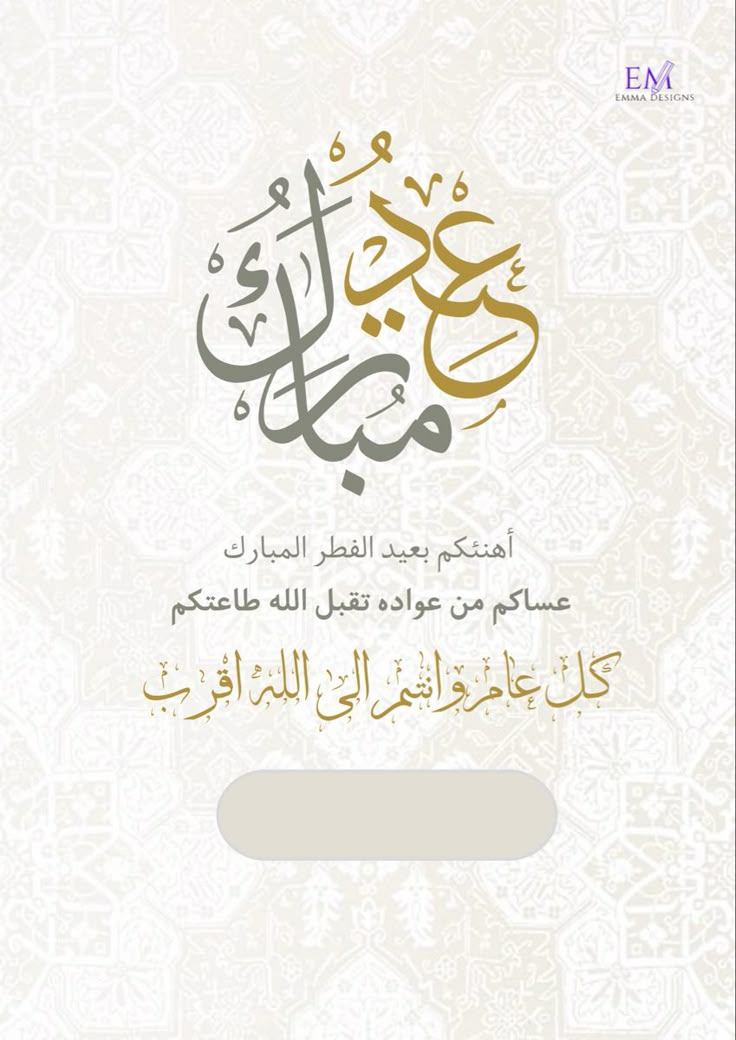 EM
EMMA DESIGNS
عيد مبارك
أهنئكم بعيد الفطر المبارك
عساكم من عواده تقبل الله طاعتكم
كل عام وانتم الى الله اقرب